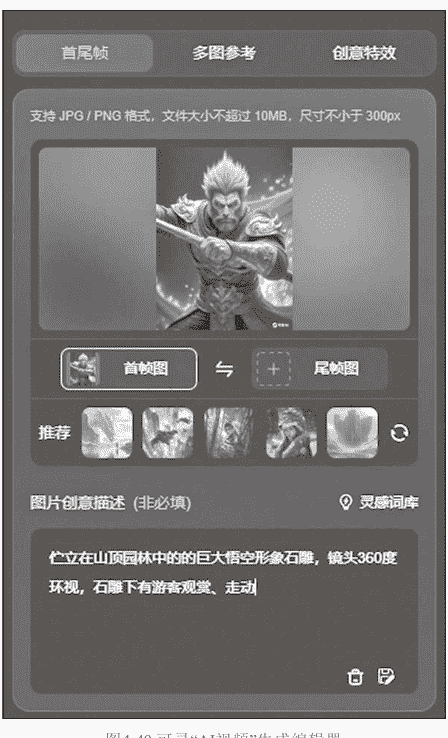 首尾帧 多图参考 创意特效
支持 JPG / PNG 格式，文件大小不超过 10MB，尺寸不小于 300px
首帧图 尾帧图
推荐
图片创意描述 (非必填) 灵感词库
伫立在山顶园林中的的巨大悟空形象石雕，镜头360度
环视，石雕下有游客观赏、走动